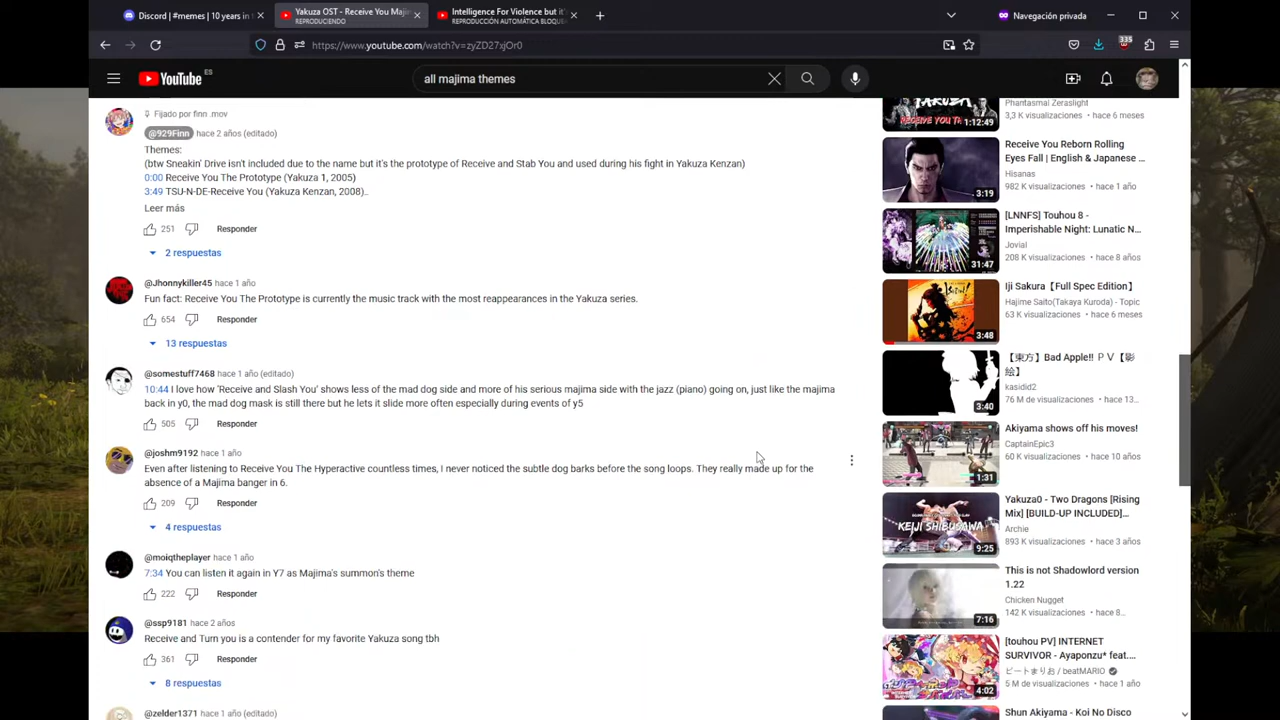 Discord | #memes | 10 years in
Yakuza OST - Receive You Majim
REPRODUCIENDO
Intelligence For Violence but it's
REPRODUCCIÓN AUTOMÁTICA BLOQUE
Navegación privada
https://www.youtube.com/watch?v=zyZD27xjOr0
335
YouTube ES
all majima themes
Fijado por finn .mov
@929Finn hace 2 años (editado)
Themes:
(btw Sneakin' Drive isn't included due to the name but it's the prototype of Receive and Stab You and used during his fight in Yakuza Kenzan)
0:00 Receive You The Prototype (Yakuza 1, 2005)
3:49 TSU-N-DE-Receive You (Yakuza Kenzan, 2008)..
Leer más
251 Responder
2 respuestas
@Jhonnykiller45 hace 1 año
Fun fact: Receive You The Prototype is currently the music track with the most reappearances in the Yakuza series.
654 Responder
13 respuestas
@somestuff7468 hace 1 año (editado)
10:44 I love how 'Receive and Slash You' shows less of the mad dog side and more of his serious majima side with the jazz (piano) going on, just like the majima
back in y0, the mad dog mask is still there but he lets it slide more often especially during events of y5
505 Responder
@joshm9192 hace 1 año
Even after listening to Receive You The Hyperactive countless times, I never noticed the subtle dog barks before the song loops. They really made up for the
absence of a Majima banger in 6.
209 Responder
4 respuestas
@moiqtheplayer hace 1 año
7:34 You can listen it again in Y7 as Majima's summon's theme
222 Responder
@ssp9181 hace 2 años
Receive and Turn you is a contender for my favorite Yakuza song tbh
361 Responder
8 respuestas
@zelder1371 hace 1 año (editado)
RECEIVE YOU
1:12:49
Phantasmal Zeraslight
3,3 K visualizaciones • hace 6 meses
3:19
Receive You Reborn Rolling
Eyes Fall | English & Japanese ...
Hisanas
982 K visualizaciones • hace 1 año
31:47
[LNNFS] Touhou 8 -
Imperishable Night: Lunatic N...
Jovial
208 K visualizaciones • hace 8 años
3:48
Iji Sakura【Full Spec Edition】
Hajime Saito(Takaya Kuroda) - Topic
63 K visualizaciones • hace 6 meses
3:40
【東方】Bad Apple!! ＰＶ【影
絵】
kasidid2
76 M de visualizaciones • hace 13...
1:31
Akiyama shows off his moves!
CaptainEpic3
60 K visualizaciones • hace 10 años
KEIJI SHIBUSAWA
9:25
Yakuza0 - Two Dragons [Rising
Mix] [BUILD-UP INCLUDED]...
Archie
893 K visualizaciones • hace 3 años
7:16
This is not Shadowlord version
1.22
Chicken Nugget
142 K visualizaciones • hace 8...
4:02
[touhou PV] INTERNET
SURVIVOR - Ayaponzu* feat....
ビートまりお / beatMARIO
5 M de visualizaciones • hace 1 año
Shun Akiyama - Koi No Disco